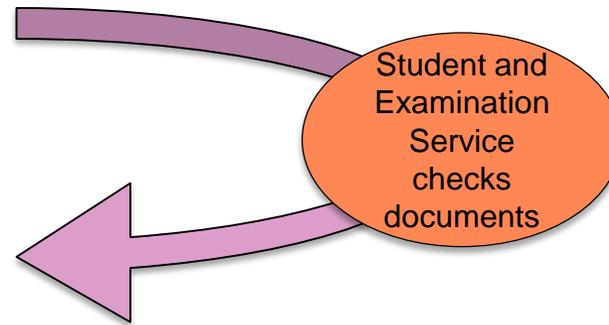 Student and
Examination
Service
checks
documents